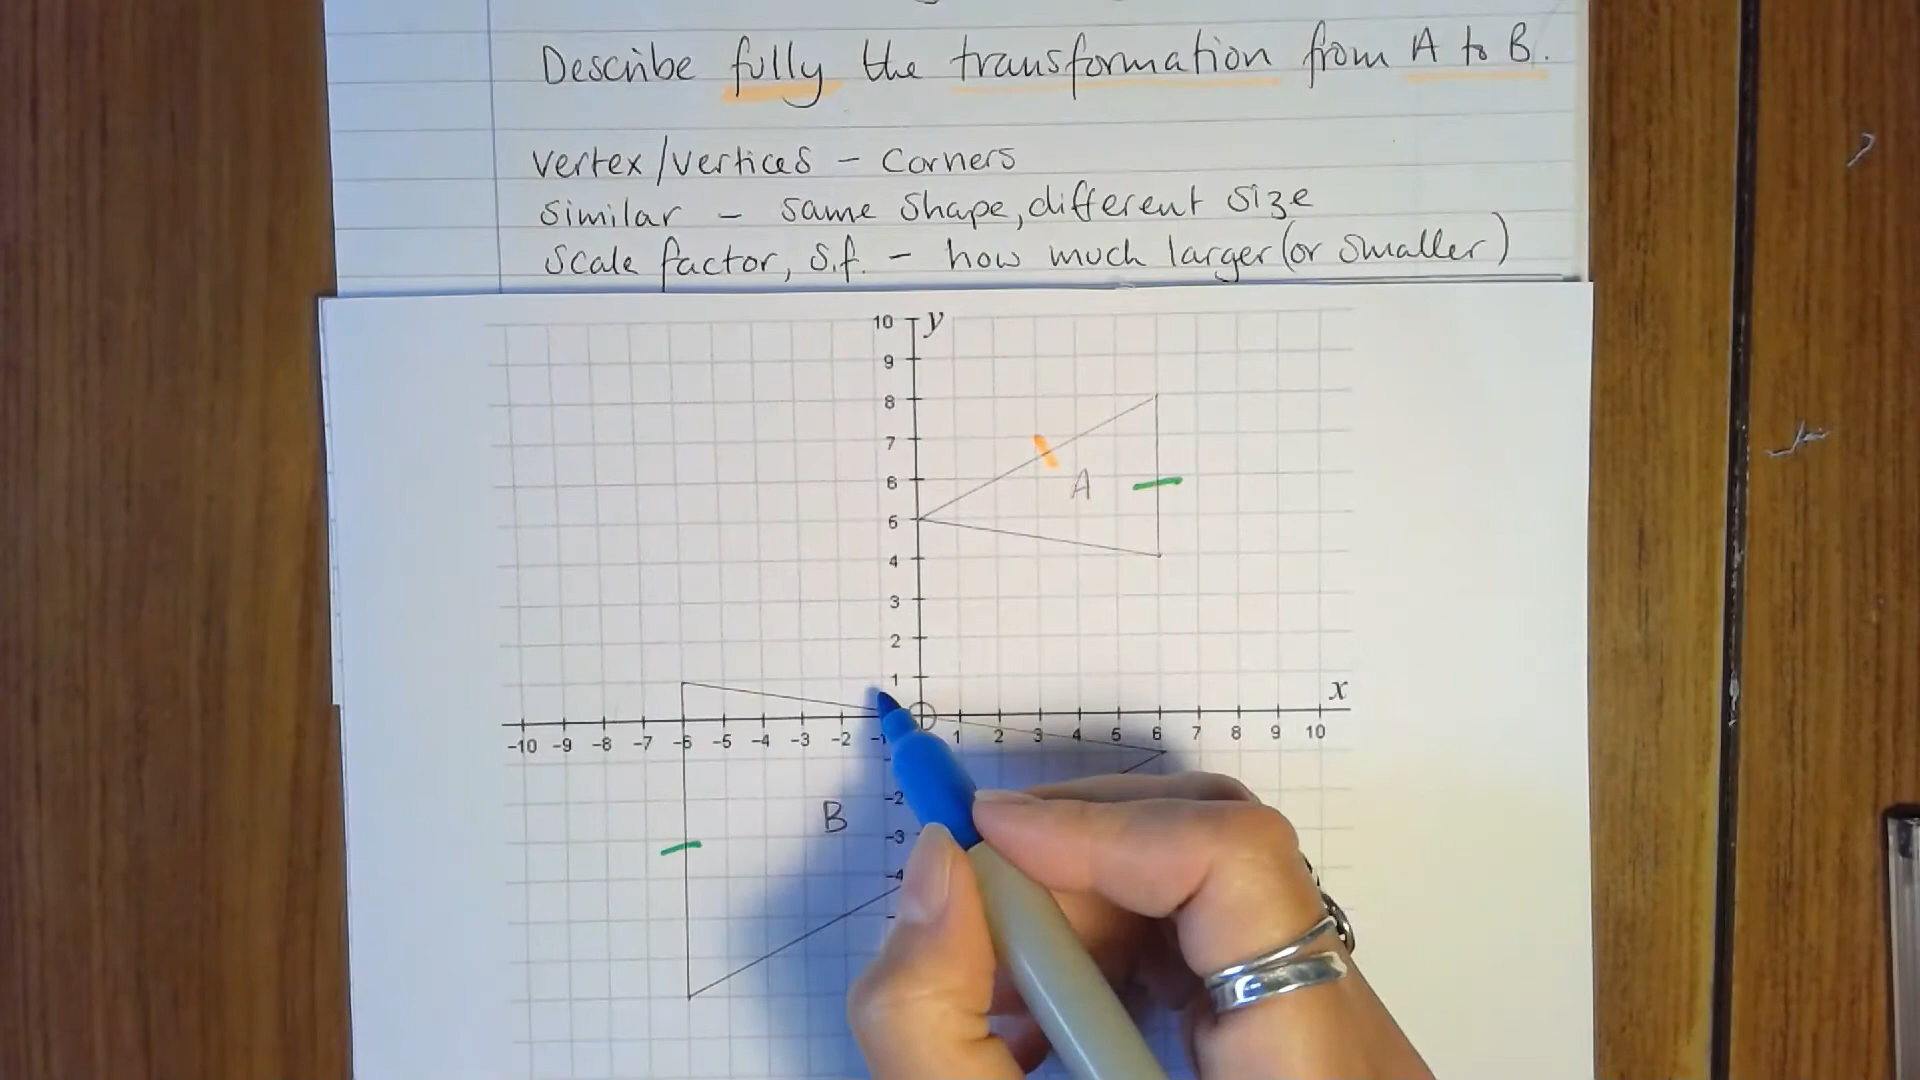 Describe fully the transformation from A to B.
vertex/vertices – corners
similar – same shape, different size
scale factor, s.f. – how much larger (or smaller)
10 y
9
8
7
6 A
5
4
3
2
1 x
-10 -9 -8 -7 -6 -5 -4 -3 -2 1 2 3 4 5 6 7 8 9 10
B -2
-3
-4